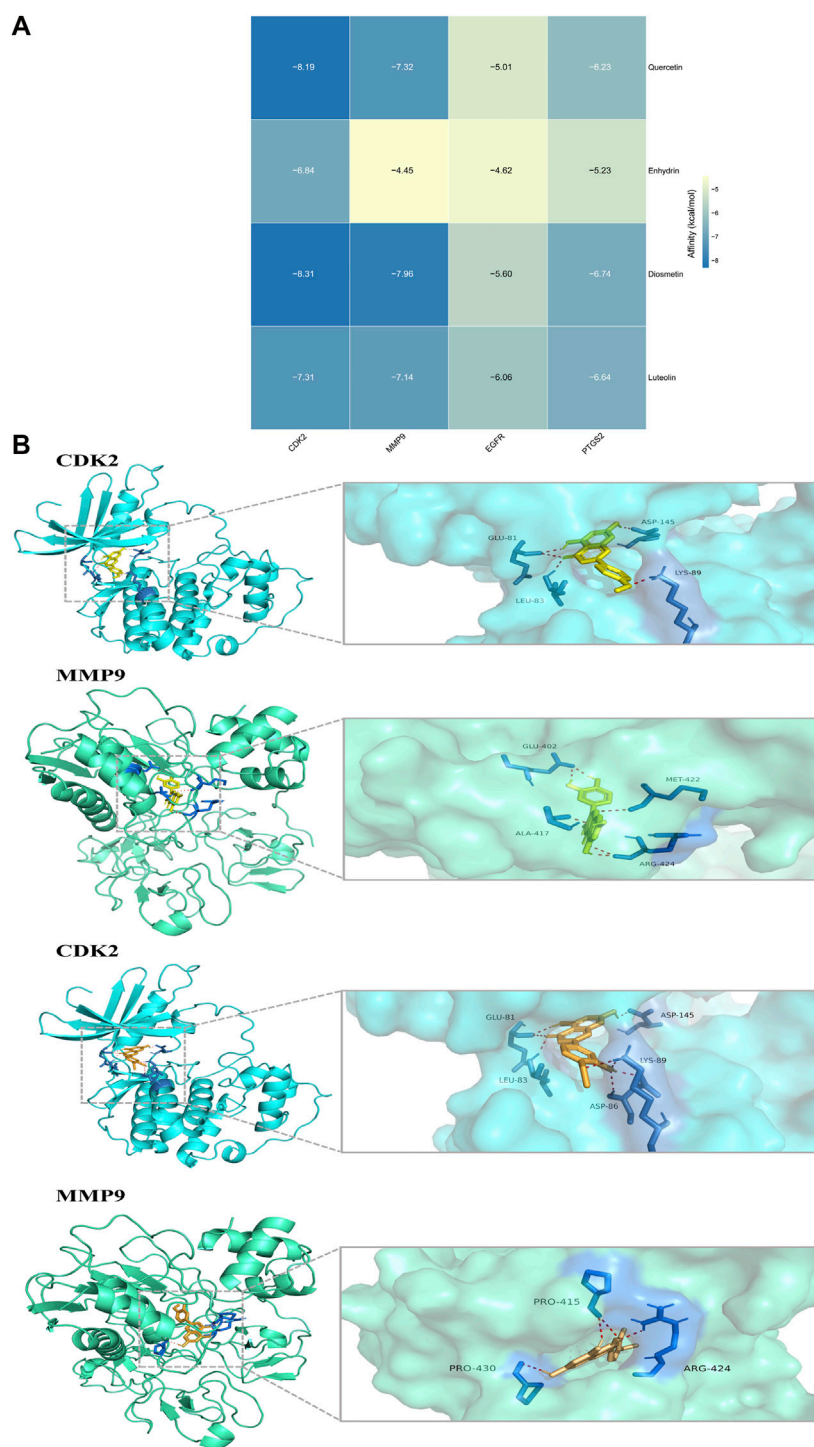 A
−8.19 −7.32 −5.01 −6.23 Quercetin
−6.84 −4.45 −4.62 −5.23 Enhydrin
−8.31 −7.96 −5.60 −6.74 Diosmetin
−7.31 −7.14 −6.06 −6.64 Luteolin
CDK2 MMP9 EGFR PTGS2
Affinity (kcal/mol)
−5
−6
−7
−8
B
CDK2
GLU-81
ASP-145
LEU-83
LYS-89
MMP9
GLU-402
MET-422
ALA-417
ARG-424
CDK2
GLU-81
ASP-145
LYS-89
LEU-83
ASP-86
MMP9
PRO-415
PRO-430
ARG-424